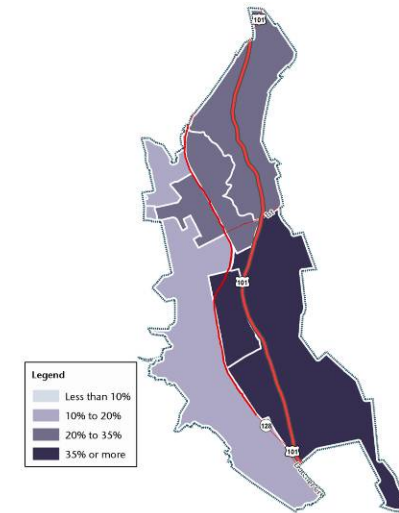 101
101
Legend
Less than 10%
10% to 20%
20% to 35%
35% or more
128
101